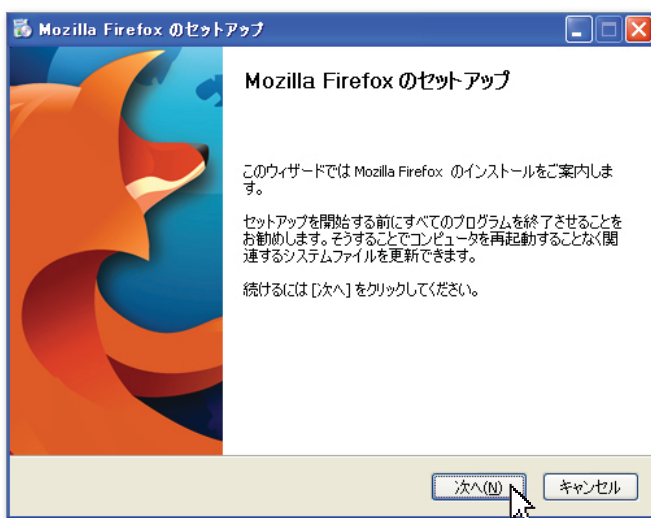 Mozilla Firefox のセットアップ
Mozilla Firefox のセットアップ
このウィザードでは Mozilla Firefox のインストールをご案内しま
す。
セットアップを開始する前にすべてのプログラムを終了させることを
お勧めします。そうすることでコンピュータを再起動することなく関
連するシステムファイルを更新できます。
続けるには [次へ] をクリックしてください。
次へ(N)
キャンセル